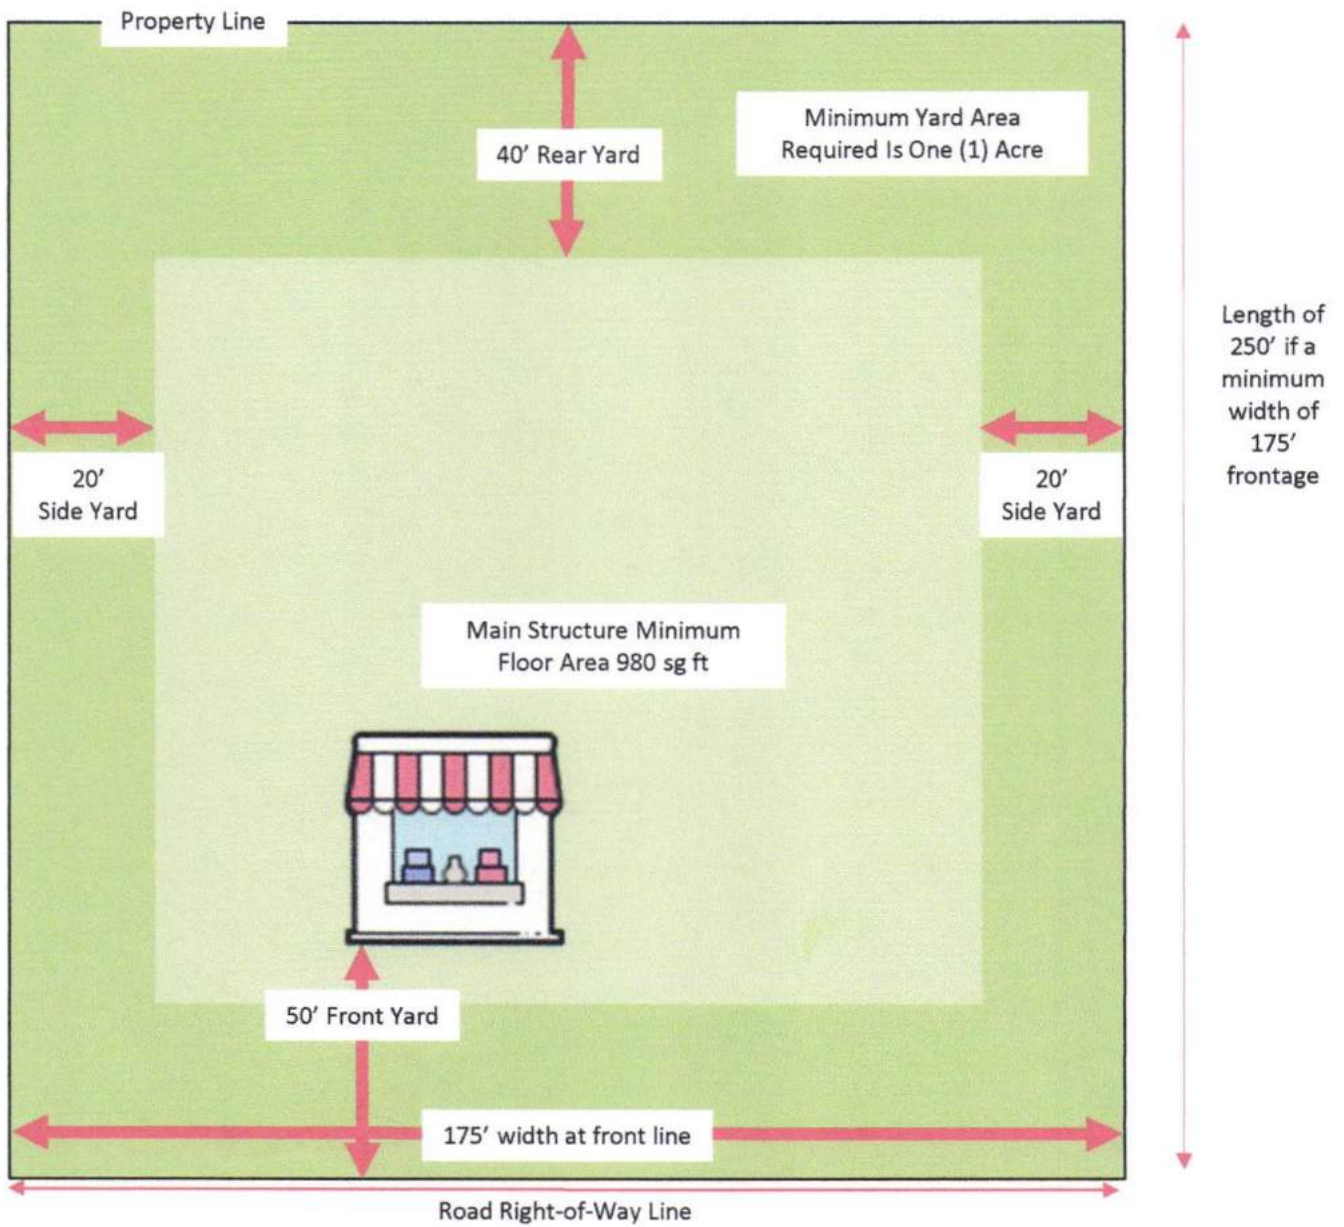 Property Line
Minimum Yard Area
Required Is One (1) Acre
40’ Rear Yard
Length of
250’ if a
minimum
width of
175’
frontage
20’
Side Yard
20’
Side Yard
Main Structure Minimum
Floor Area 980 sg ft
50’ Front Yard
175’ width at front line
Road Right-of-Way Line